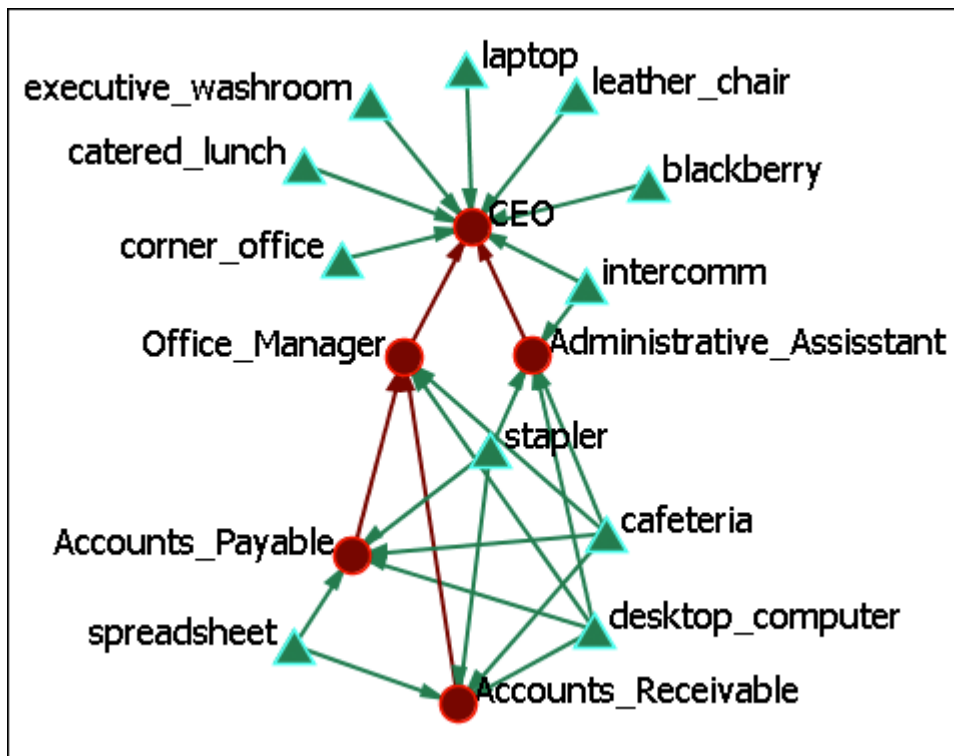 laptop
executive_washroom
leather_chair
catered_lunch
blackberry
CEO
corner_office
intercomm
Office_Manager
Administrative_Assisstant
stapler
cafeteria
Accounts_Payable
desktop_computer
spreadsheet
Accounts_Receivable